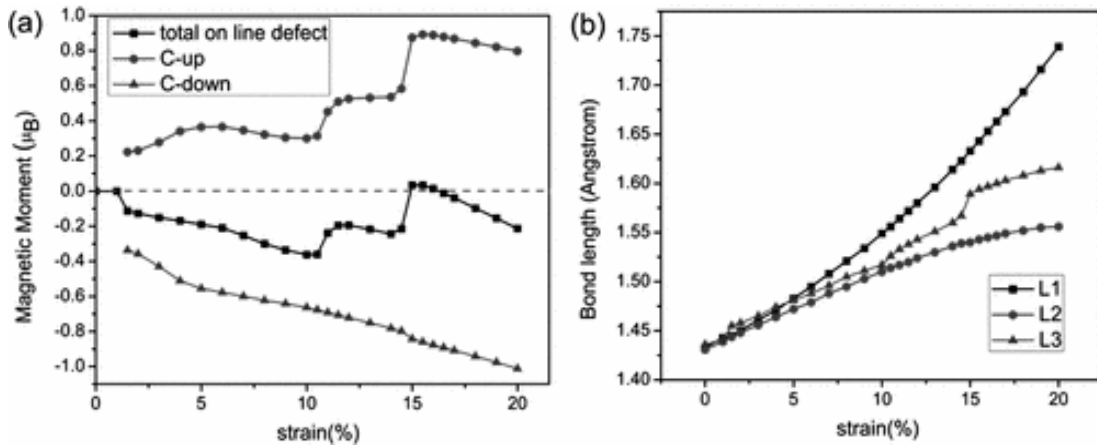 (a)
total on line defect
C-up
C-down
Magnetic Moment (μB)
1.0
0.8
0.6
0.4
0.2
0.0
-0.2
-0.4
-0.6
-0.8
-1.0
0 5 10 15 20
strain(%)
(b)
Bond length (Angstrom)
1.75
1.70
1.65
1.60
1.55
1.50
1.45
1.40
L1
L2
L3
0 5 10 15 20
strain(%)